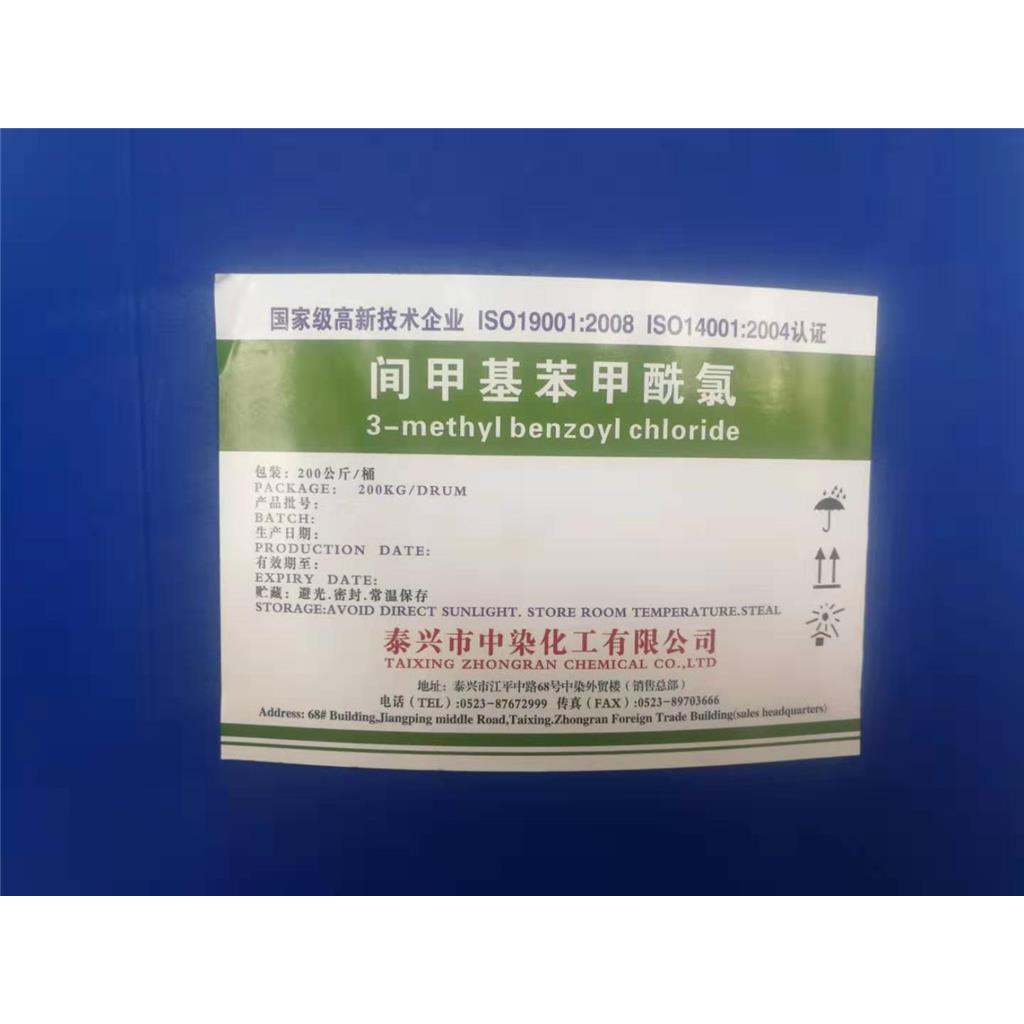 国家级高新技术企业 ISO19001:2008 ISO14001:2004认证
间甲基苯甲酰氯
3-methyl benzoyl chloride
包装: 200公斤/桶
PACKAGE: 200KG/DRUM
产品批号:
BATCH:
生产日期:
PRODUCTION DATE:
有效期至:
EXPIRY DATE:
贮藏: 避光.密封.常温保存
STORAGE:AVOID DIRECT SUNLIGHT. STORE ROOM TEMPERATURE.STEAL
泰兴市中染化工有限公司
TAIXING ZHONGRAN CHEMICAL CO.,LTD
地址: 泰兴市江平中路68号中染外贸楼（销售总部）
电话（TEL）:0523-87672999 传真（FAX）:0523-89703666
Address: 68# Building,Jiangping middle Road,Taixing.Zhongran Foreign Trade Building(sales headquarters)